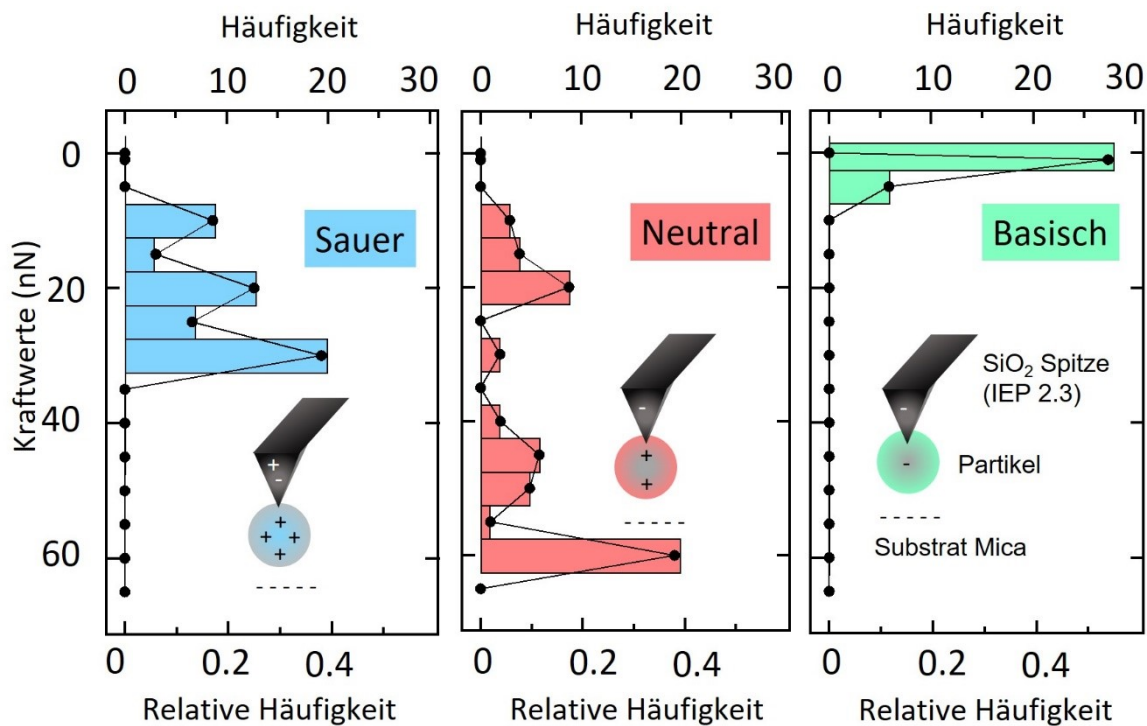 Häufigkeit
0 10 20 30
Häufigkeit
0 10 20 30
Häufigkeit
0 10 20 30
Kraftwerte (nN)
0
20
40
60
Sauer
+
-
+
+ +
+
Neutral
-
+
+
Basisch
SiO₂ Spitze
(IEP 2.3)
-
-
Partikel
Substrat Mica
0 0.2 0.4
Relative Häufigkeit
0 0.2 0.4
Relative Häufigkeit
0 0.2 0.4
Relative Häufigkeit